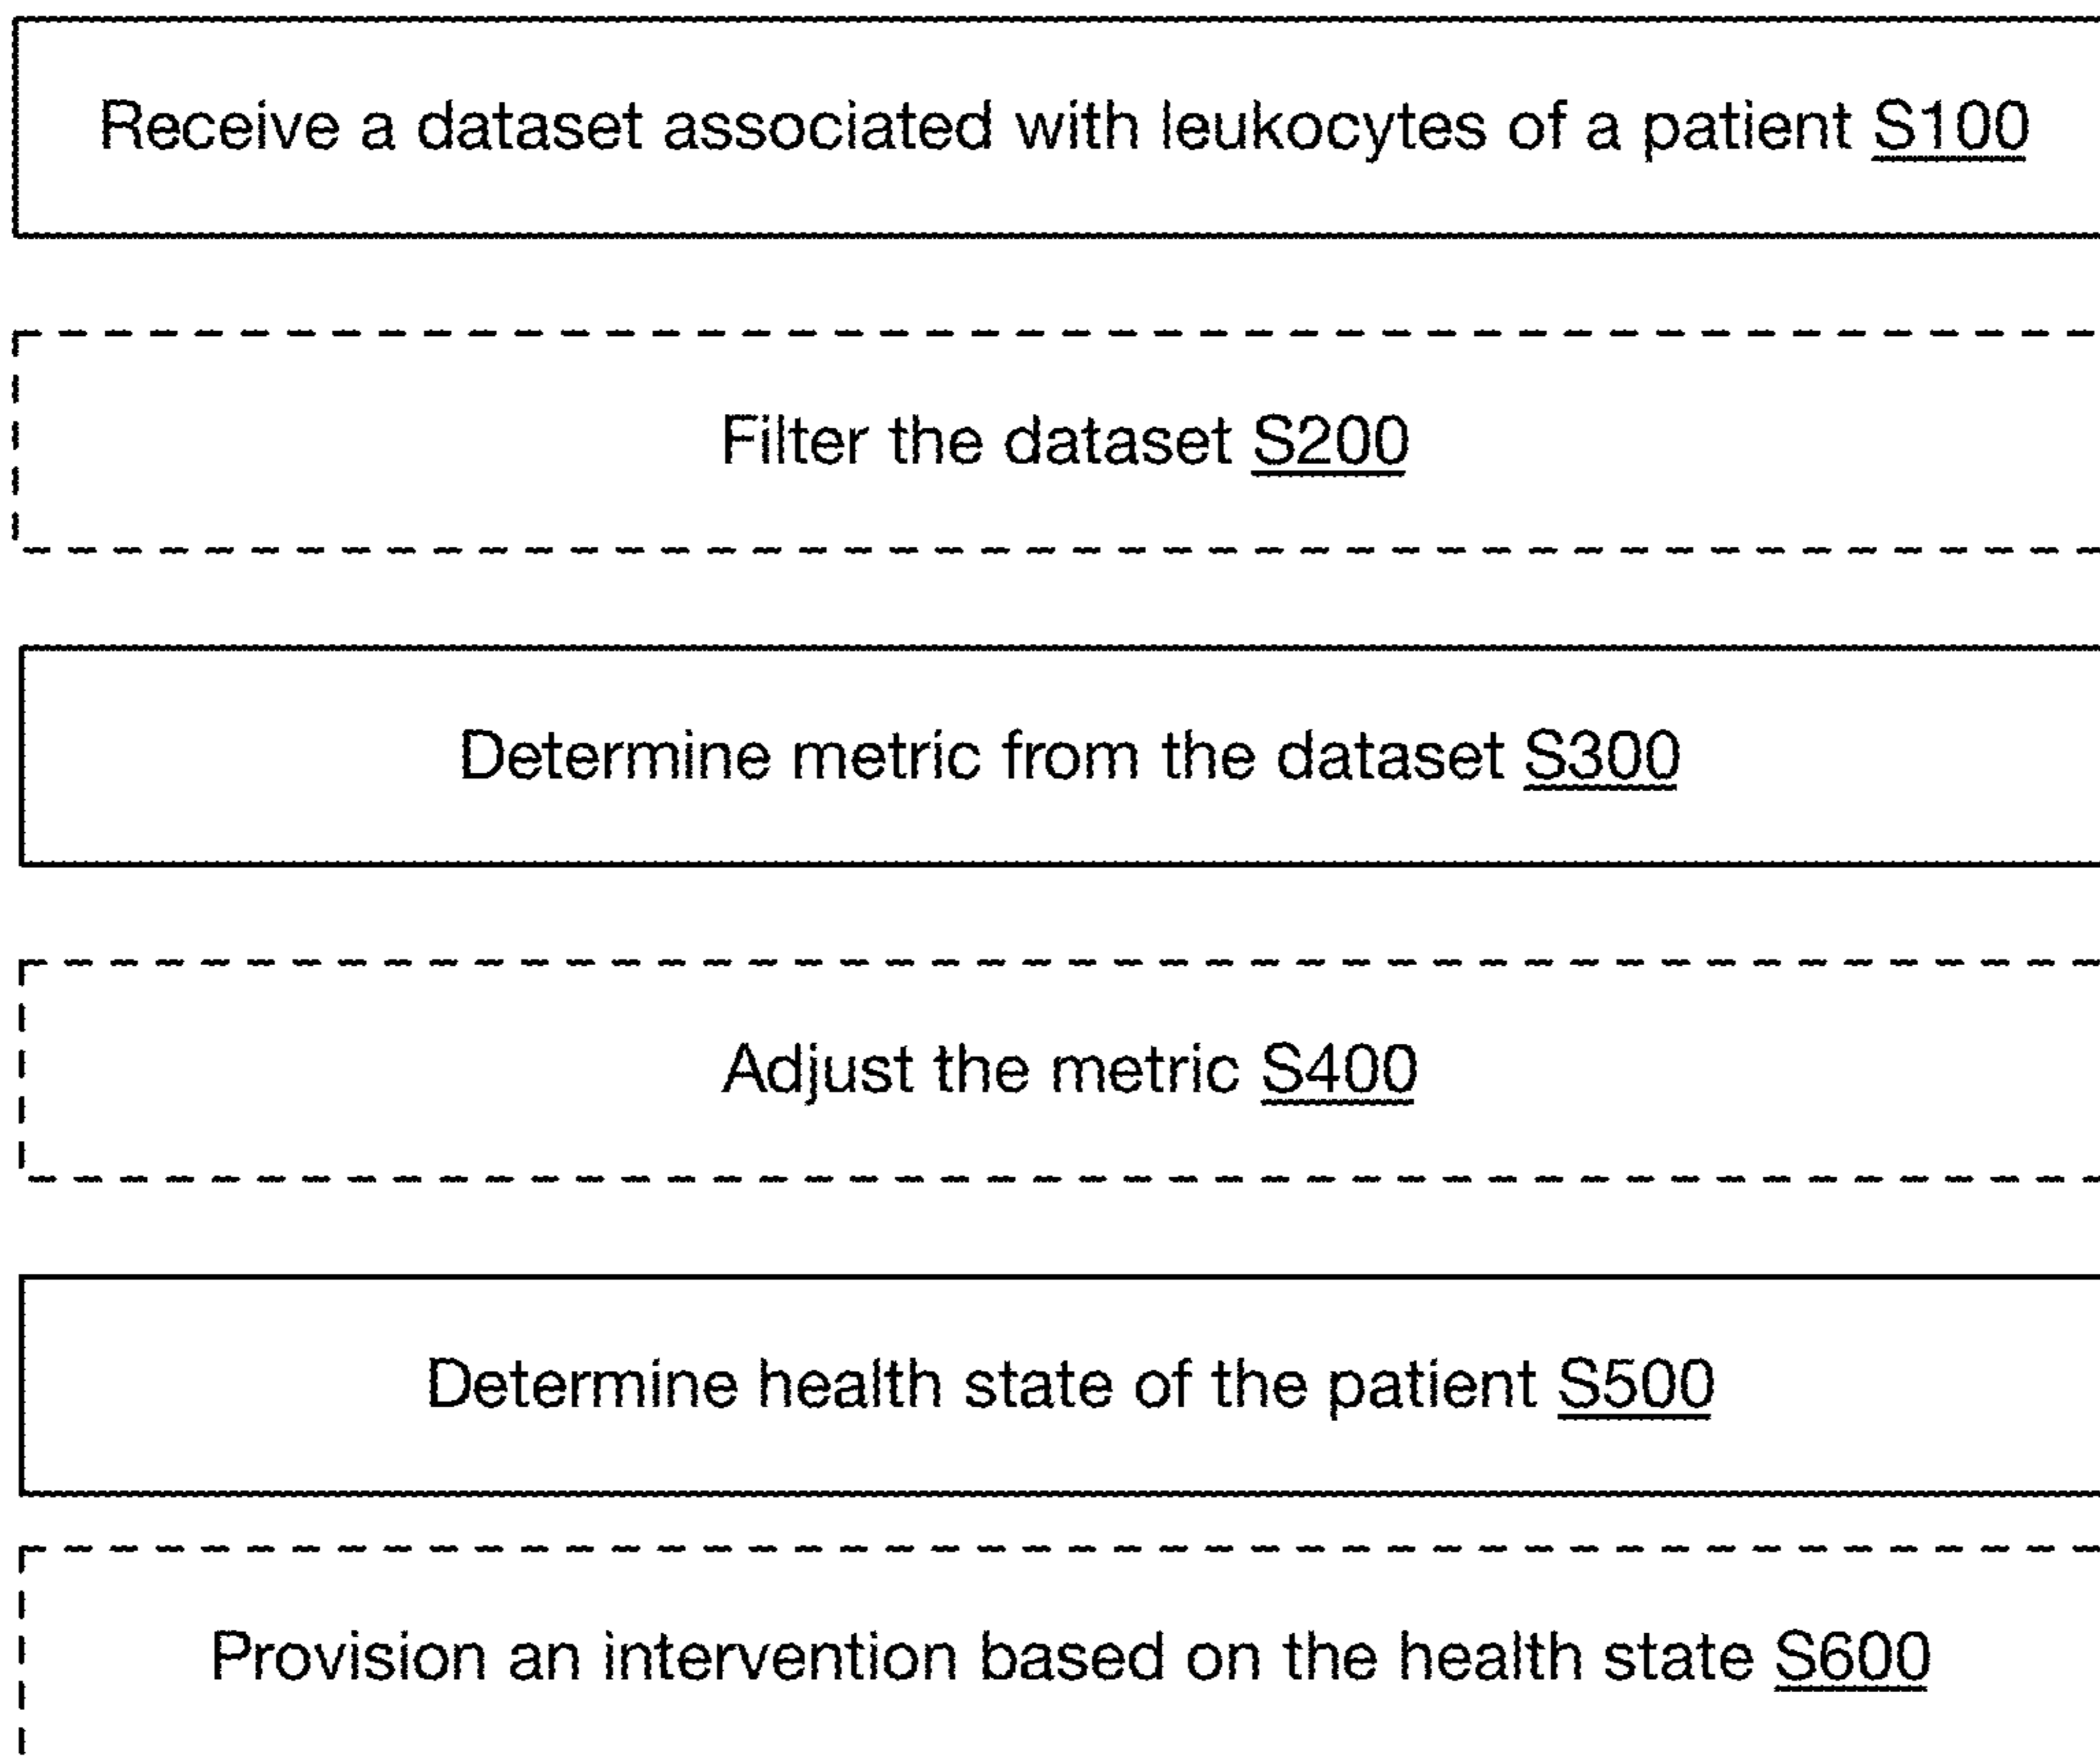 Receive a dataset associated with leukocytes of a patient S100
Filter the dataset S200
Determine metric from the dataset S300
Adjust the metric S400
Determine health state of the patient S500
Provision an intervention based on the health state S600